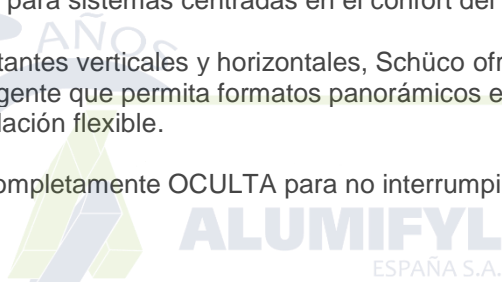 para sistemas centradas en el confort del
AÑOS
tantes verticales y horizontales, Schüco ofr
gente que permita formatos panorámicos e
lación flexible.
ompletamente OCULTA para no interrumpi
ALUMIFYL
ESPAÑA S.A.